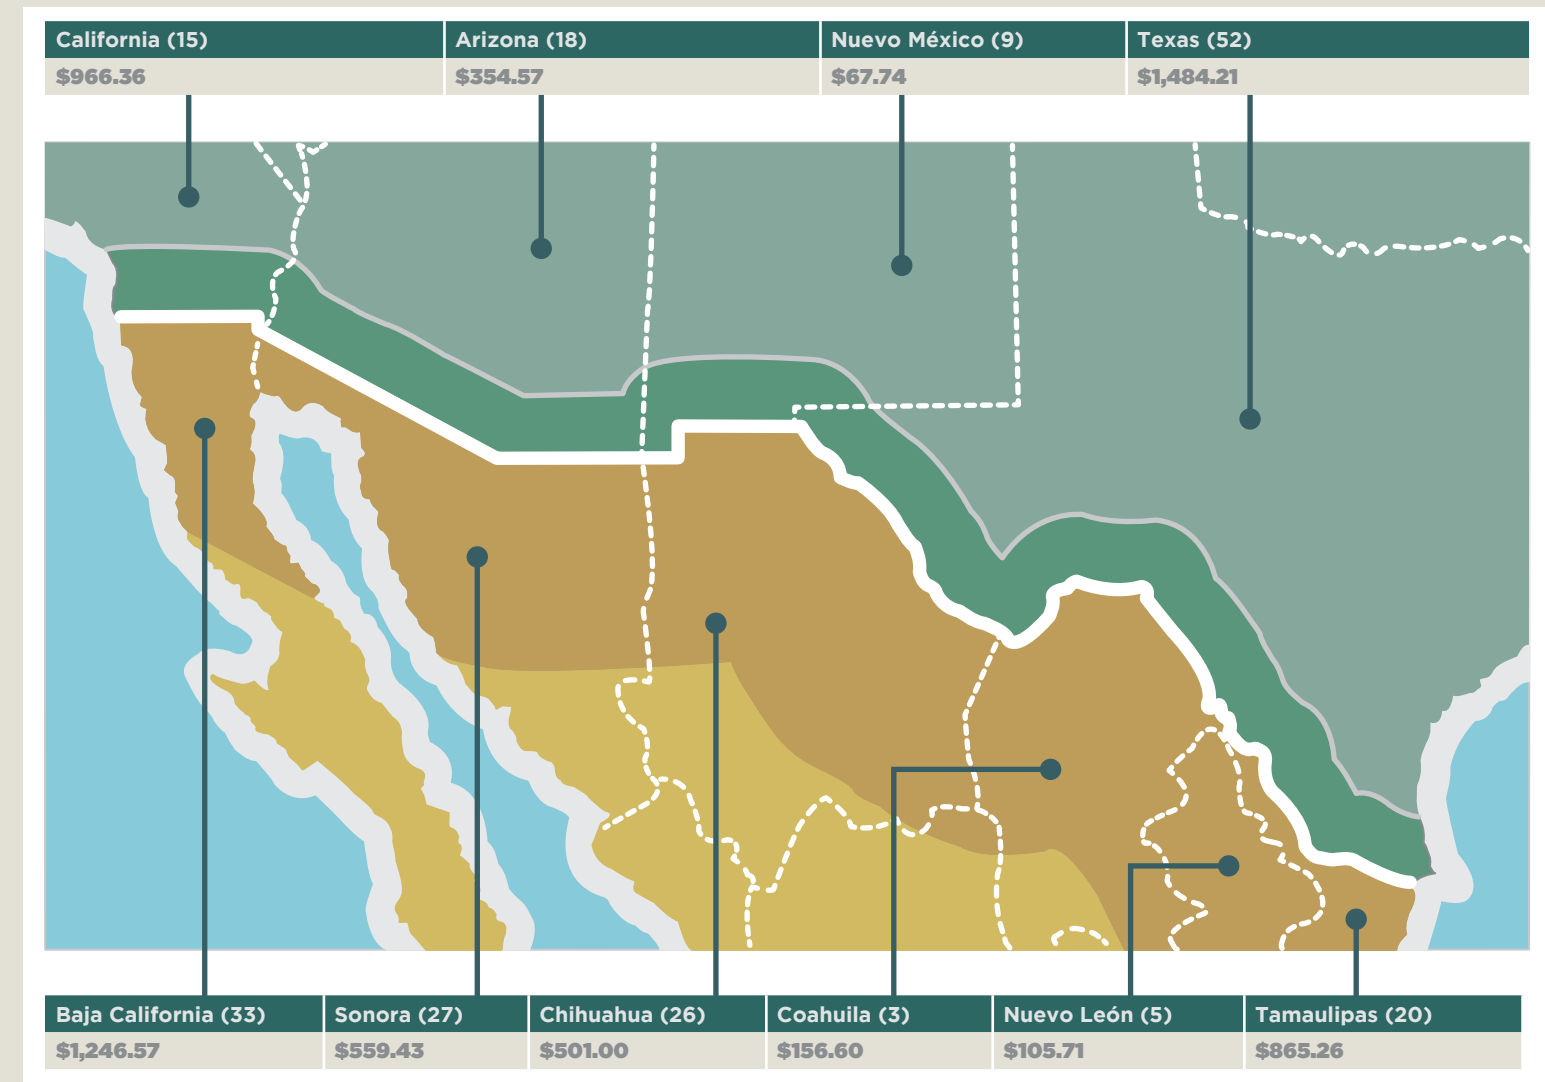 California (15)
$966.36
Arizona (18)
$354.57
Nuevo México (9)
$67.74
Texas (52)
$1,484.21
Baja California (33)
$1,246.57
Sonora (27)
$559.43
Chihuahua (26)
$501.00
Coahuila (3)
$156.60
Nuevo León (5)
$105.71
Tamaulipas (20)
$865.26